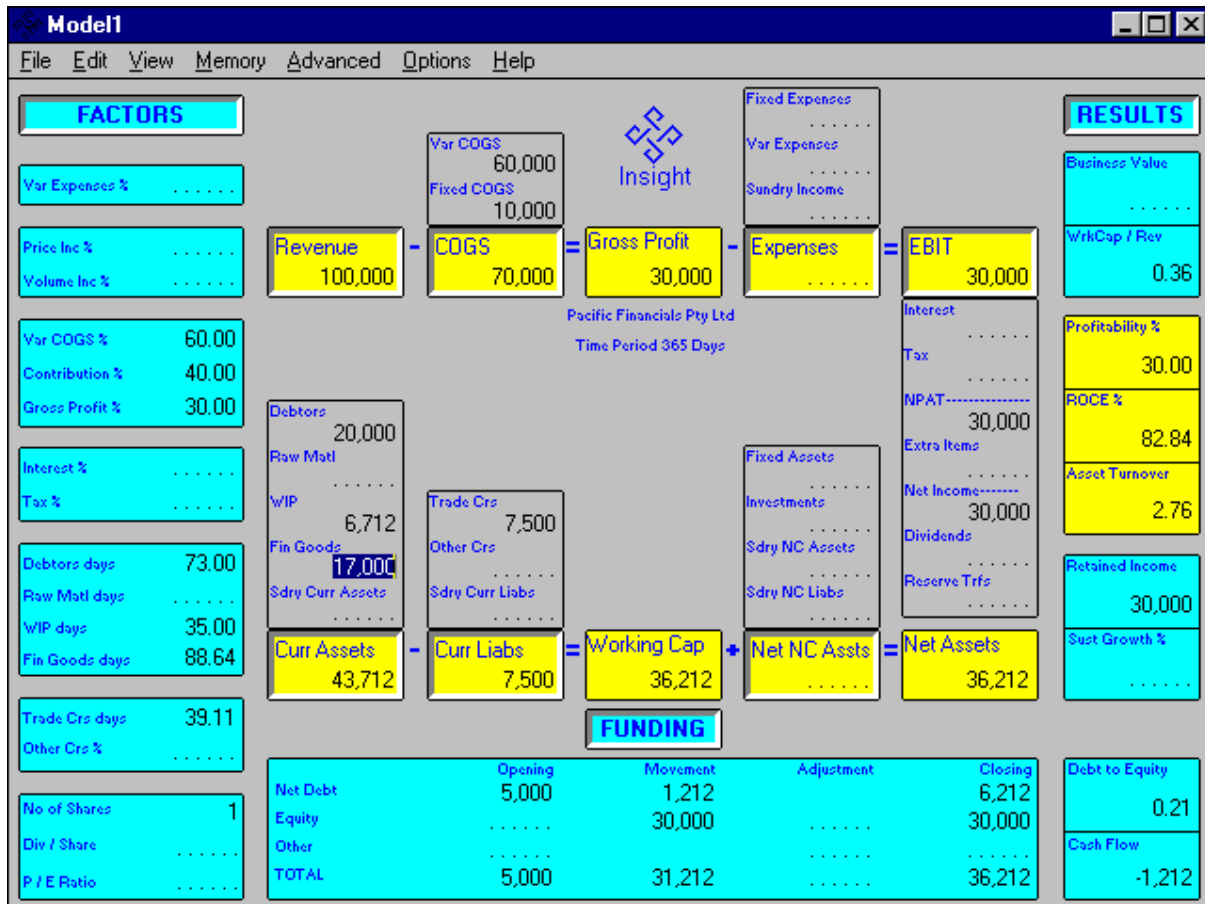 Model1
File Edit View Memory Advanced Options Help
FACTORS
Var Expenses % . . . . . .
Price Inc % . . . . . .
Volume Inc % . . . . . .
Var COGS % 60.00
Contribution % 40.00
Gross Profit % 30.00
Interest % . . . . . .
Tax % . . . . . .
Debtors days 73.00
Raw Matl days . . . . . .
WIP days 35.00
Fin Goods days 88.64
Trade Crs days 39.11
Other Crs % . . . . . .
No of Shares 1
Div / Share . . . . . .
P / E Ratio . . . . . .
Var COGS
60,000
Fixed COGS
10,000
Insight
Fixed Expenses
. . . . . .
Var Expenses
. . . . . .
Sundry Income
. . . . . .
Revenue - COGS = Gross Profit - Expenses = EBIT
100,000 70,000 30,000 . . . . . . 30,000
Pacific Financials Pty Ltd
Time Period 365 Days
Interest
. . . . . .
Tax
. . . . . .
NPAT---------------
30,000
Extra Items
. . . . . .
Net Income-------
30,000
Dividends
. . . . . .
Reserve Trfs
. . . . . .
Debtors
20,000
Raw Matl
. . . . . .
WIP
6,712
Fin Goods
17,000
Sdry Curr Assets
. . . . . .
Trade Crs
7,500
Other Crs
. . . . . .
Sdry Curr Liabs
. . . . . .
Fixed Assets
. . . . . .
Investments
. . . . . .
Sdry NC Assets
. . . . . .
Sdry NC Liabs
. . . . . .
Curr Assets - Curr Liabs = Working Cap + Net NC Assts = Net Assets
43,712 7,500 36,212 . . . . . . 36,212
FUNDING
Opening Movement Adjustment Closing
Net Debt 5,000 1,212 6,212
Equity . . . . . . 30,000 . . . . . . 30,000
Other . . . . . . . . . . . . . . . . . .
TOTAL 5,000 31,212 . . . . . . 36,212
RESULTS
Business Value
. . . . . .
WrkCap / Rev
0.36
Profitability %
30.00
ROCE %
82.84
Asset Turnover
2.76
Retained Income
30,000
Sust Growth %
. . . . . .
Debt to Equity
0.21
Cash Flow
-1,212